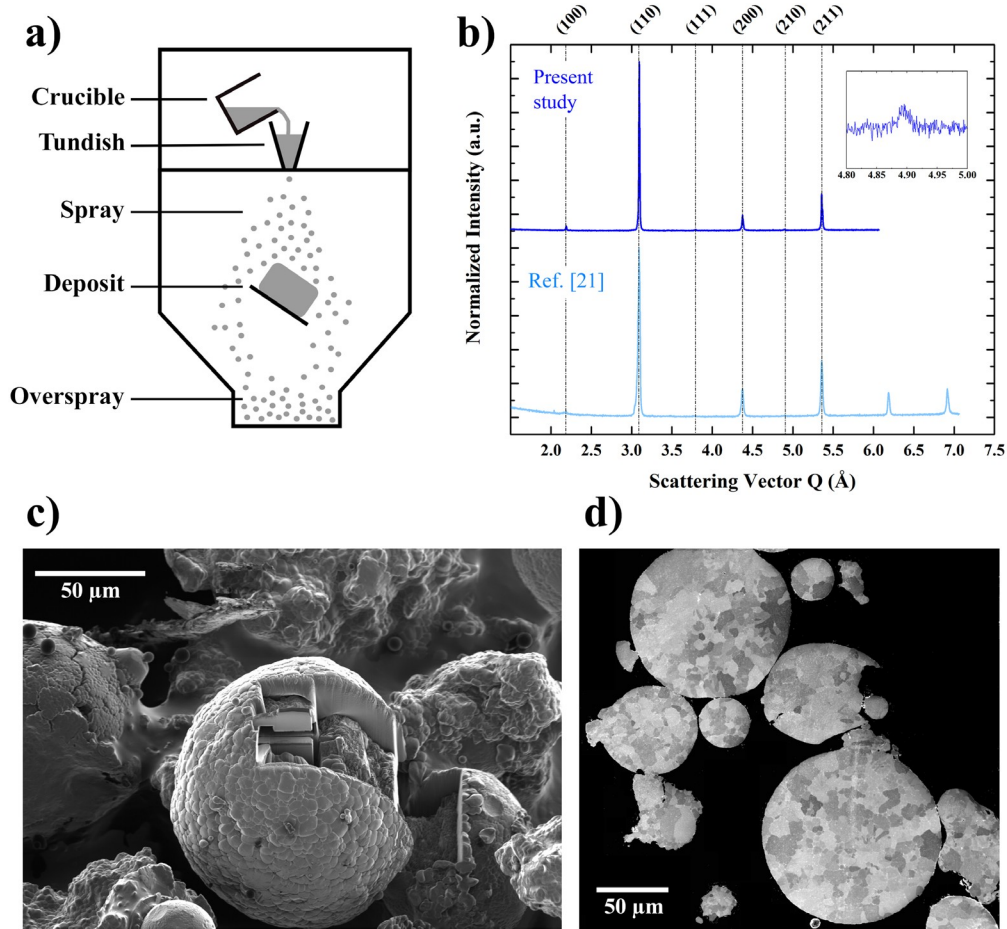 a)
Crucible
Tundish
Spray
Deposit
Overspray
b)
(100)
(110)
(111)
(200)
(210)
(211)
Present
study
4.80 4.85 4.90 4.95 5.00
Ref. [21]
Normalized Intensity (a.u.)
2.0 2.5 3.0 3.5 4.0 4.5 5.0 5.5 6.0 6.5 7.0 7.5
Scattering Vector Q (Å)
c)
50 µm
d)
50 µm